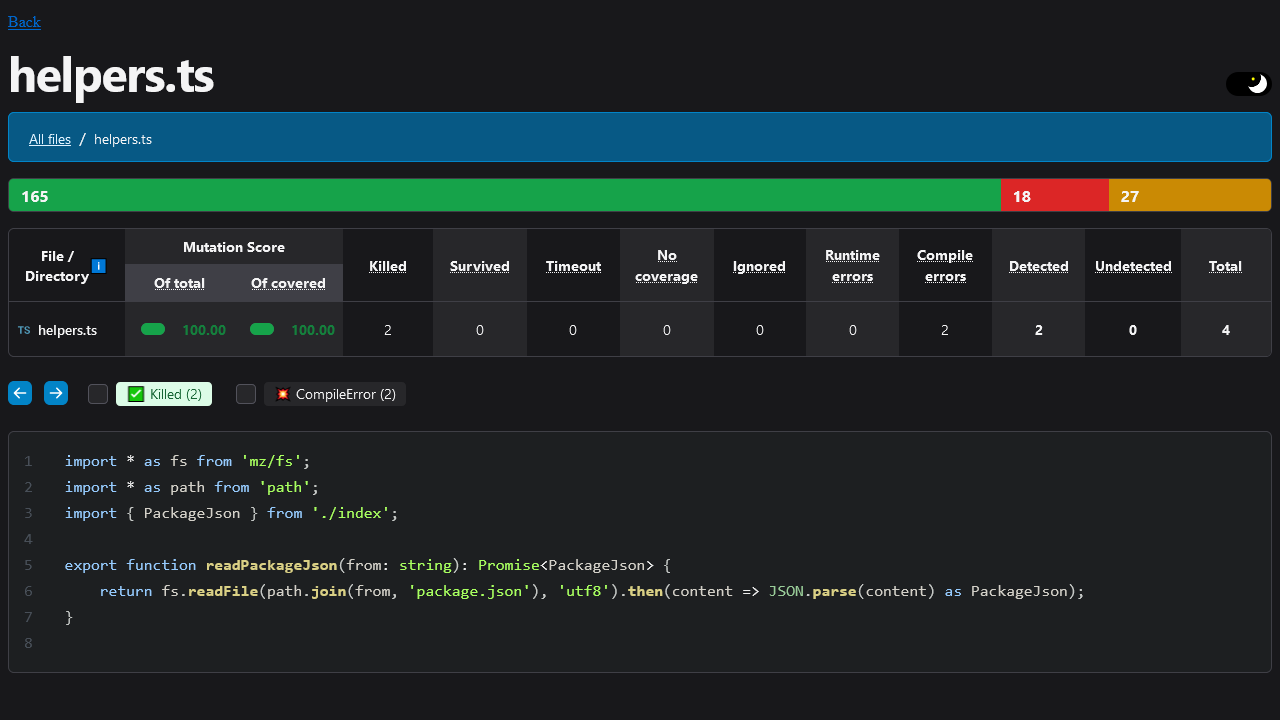 Back
helpers.ts
All files / helpers.ts
165 18 27
File / Directory i Mutation Score Killed Survived Timeout No coverage Ignored Runtime errors Compile errors Detected Undetected Total
Of total Of covered
TS helpers.ts 100.00 100.00 2 0 0 0 0 0 2 2 0 4
✅ Killed (2) 💥 CompileError (2)
1 import * as fs from 'mz/fs';
2 import * as path from 'path';
3 import { PackageJson } from './index';
4
5 export function readPackageJson(from: string): Promise<PackageJson> {
6     return fs.readFile(path.join(from, 'package.json'), 'utf8').then(content => JSON.parse(content) as PackageJson);
7 }
8